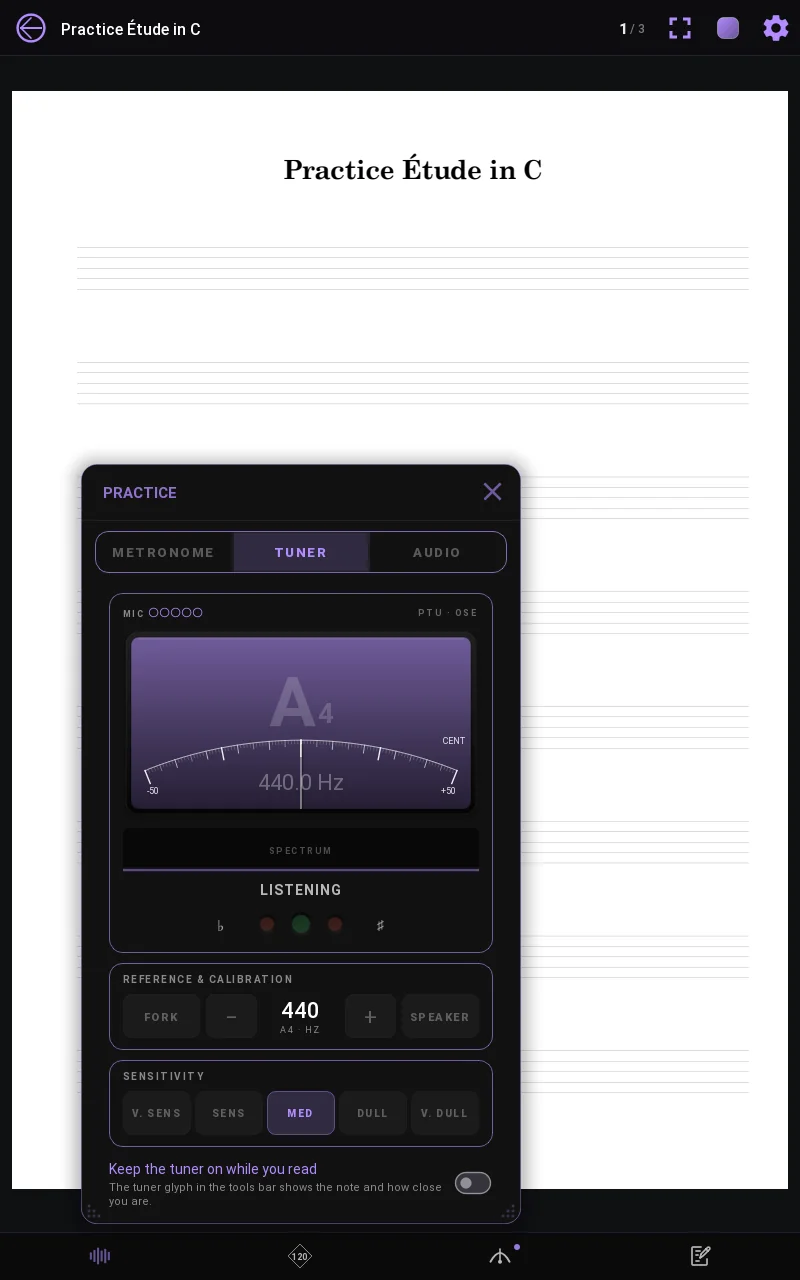 Practice Étude in C
1 / 3
Practice Étude in C
PRACTICE
METRONOME TUNER AUDIO
MIC PTU · 0SE
A4
CENT
440.0 Hz
-50 +50
SPECTRUM
LISTENING
♭ ♯
REFERENCE & CALIBRATION
FORK − 440 + SPEAKER
A4 · HZ
SENSITIVITY
V. SENS SENS MED DULL V. DULL
Keep the tuner on while you read
The tuner glyph in the tools bar shows the note and how close
you are.
120